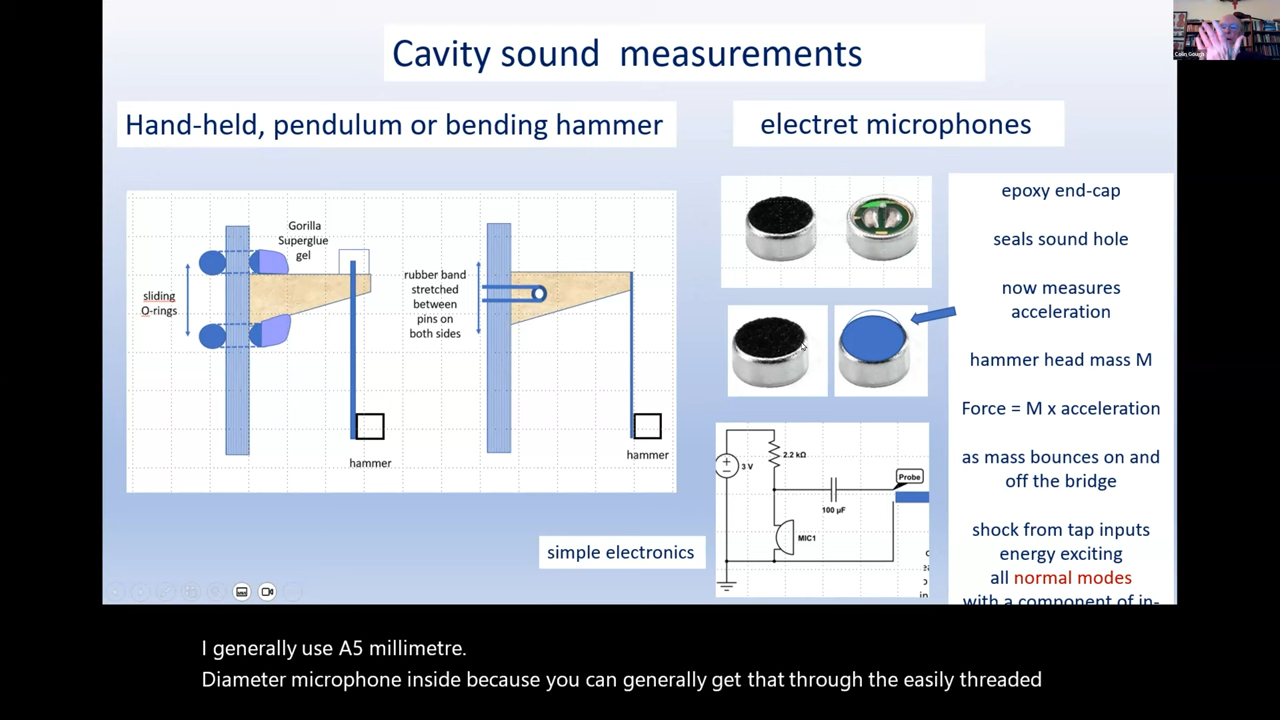 Cavity sound measurements
Colin Gough
Hand-held, pendulum or bending hammer
electret microphones
Gorilla
Superglue
gel
sliding
O-rings
hammer
rubber band
stretched
between
pins on
both sides
hammer
epoxy end-cap
seals sound hole
now measures
acceleration
hammer head mass M
Force = M x acceleration
as mass bounces on and
off the bridge
shock from tap inputs
energy exciting
all normal modes
with a component of in-
3 V
2.2 kΩ
100 µF
Probe
MIC1
simple electronics
I generally use A5 millimetre.
Diameter microphone inside because you can generally get that through the easily threaded